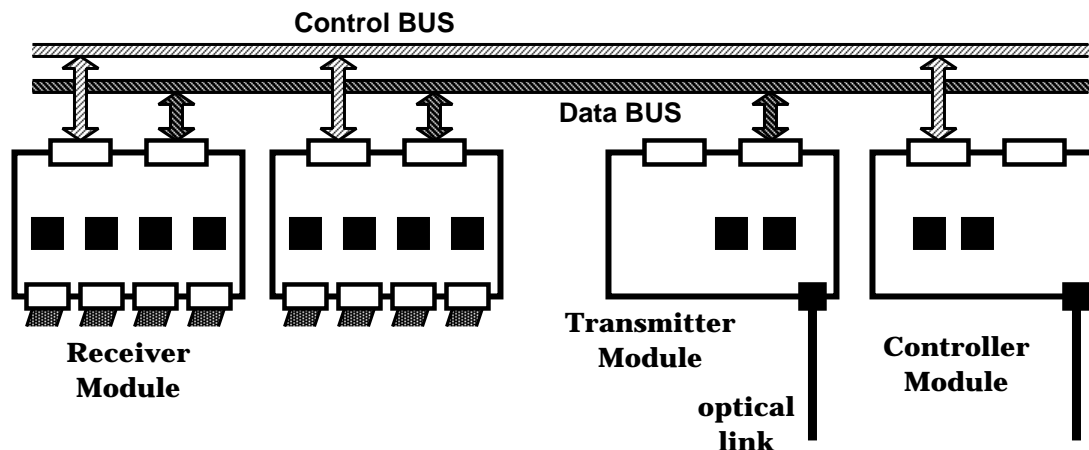 Control BUS
Data BUS
Receiver
Module
Transmitter
Module
optical
link
Controller
Module